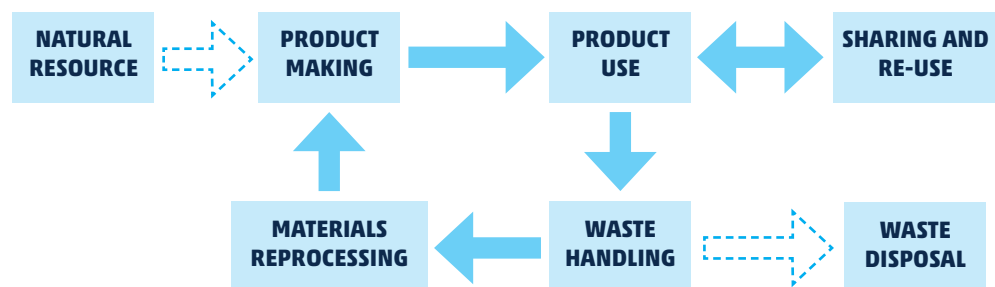 NATURAL
RESOURCE
PRODUCT
MAKING
PRODUCT
USE
SHARING AND
RE-USE
MATERIALS
REPROCESSING
WASTE
HANDLING
WASTE
DISPOSAL